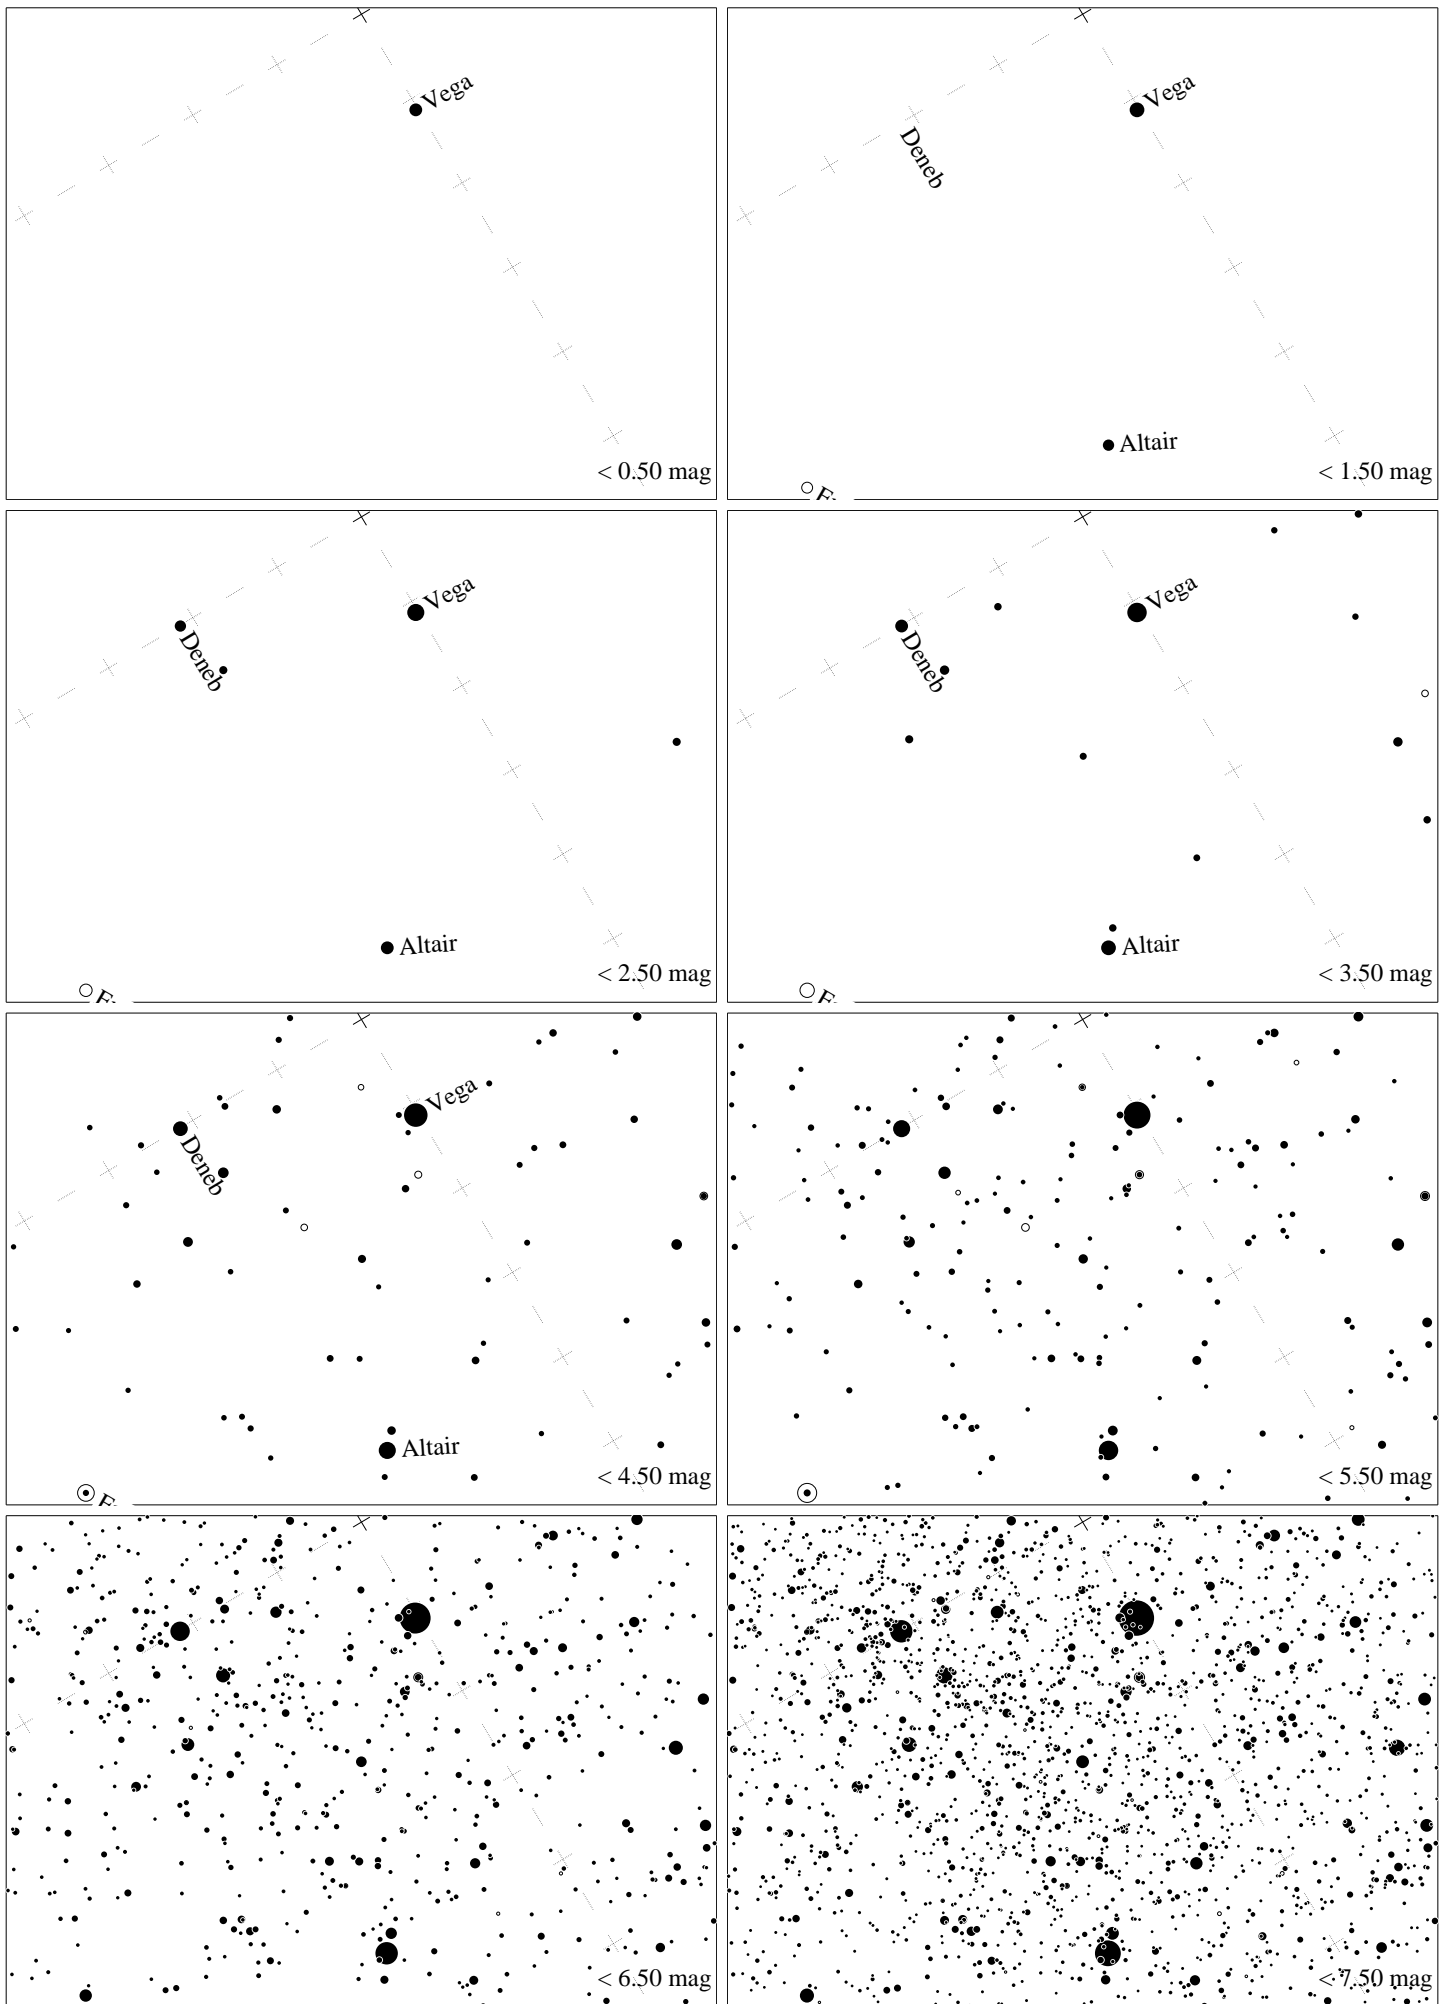 Vega
< 0.50 mag
Vega
Deneb
Altair
< 1.50 mag
Vega
Deneb
Altair
< 2.50 mag
Vega
Deneb
Altair
< 3.50 mag
Vega
Deneb
Altair
< 4.50 mag
< 5.50 mag
< 6.50 mag
< 7.50 mag